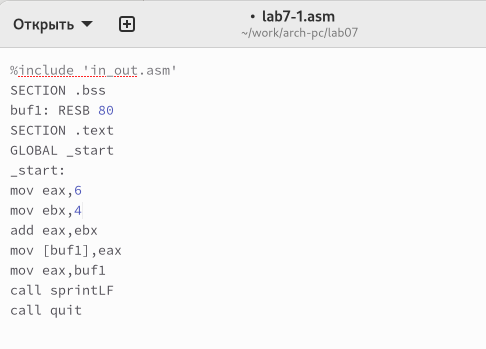 Открыть
• lab7-1.asm
~/work/arch-pc/lab07
%include 'in_out.asm'
SECTION .bss
buf1: RESB 80
SECTION .text
GLOBAL _start
_start:
mov eax,6
mov ebx,4
add eax,ebx
mov [buf1],eax
mov eax,buf1
call sprintLF
call quit